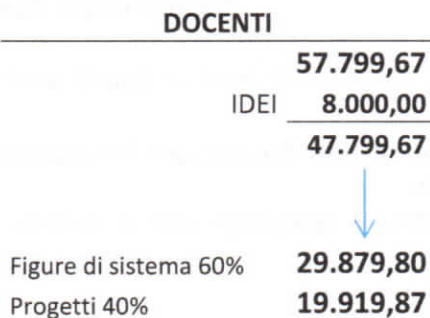 DOCENTI
57.799,67
IDEI 8.000,00
47.799,67
Figure di sistema 60% 29.879,80
Progetti 40% 19.919,87